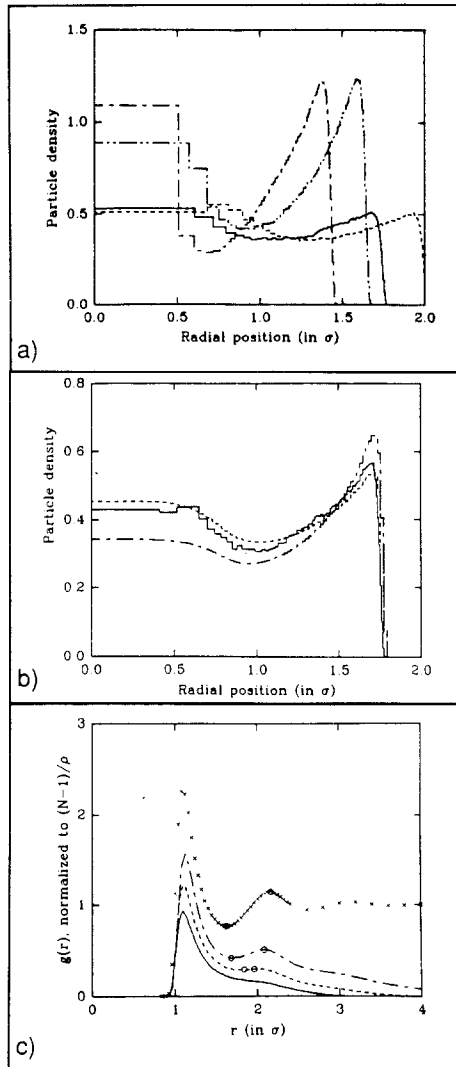 1.5
1.0
0.5
0.0
Particle density
0.0 0.5 1.0 1.5 2.0
Radial position (in σ)
a)
0.8
0.6
0.4
0.2
0.0
Particle density
0.0 0.5 1.0 1.5 2.0
Radial position (in σ)
b)
3
2
1
0
g(r), normalized to (N−1)/ρ
0 1 2 3 4
r (in σ)
c)